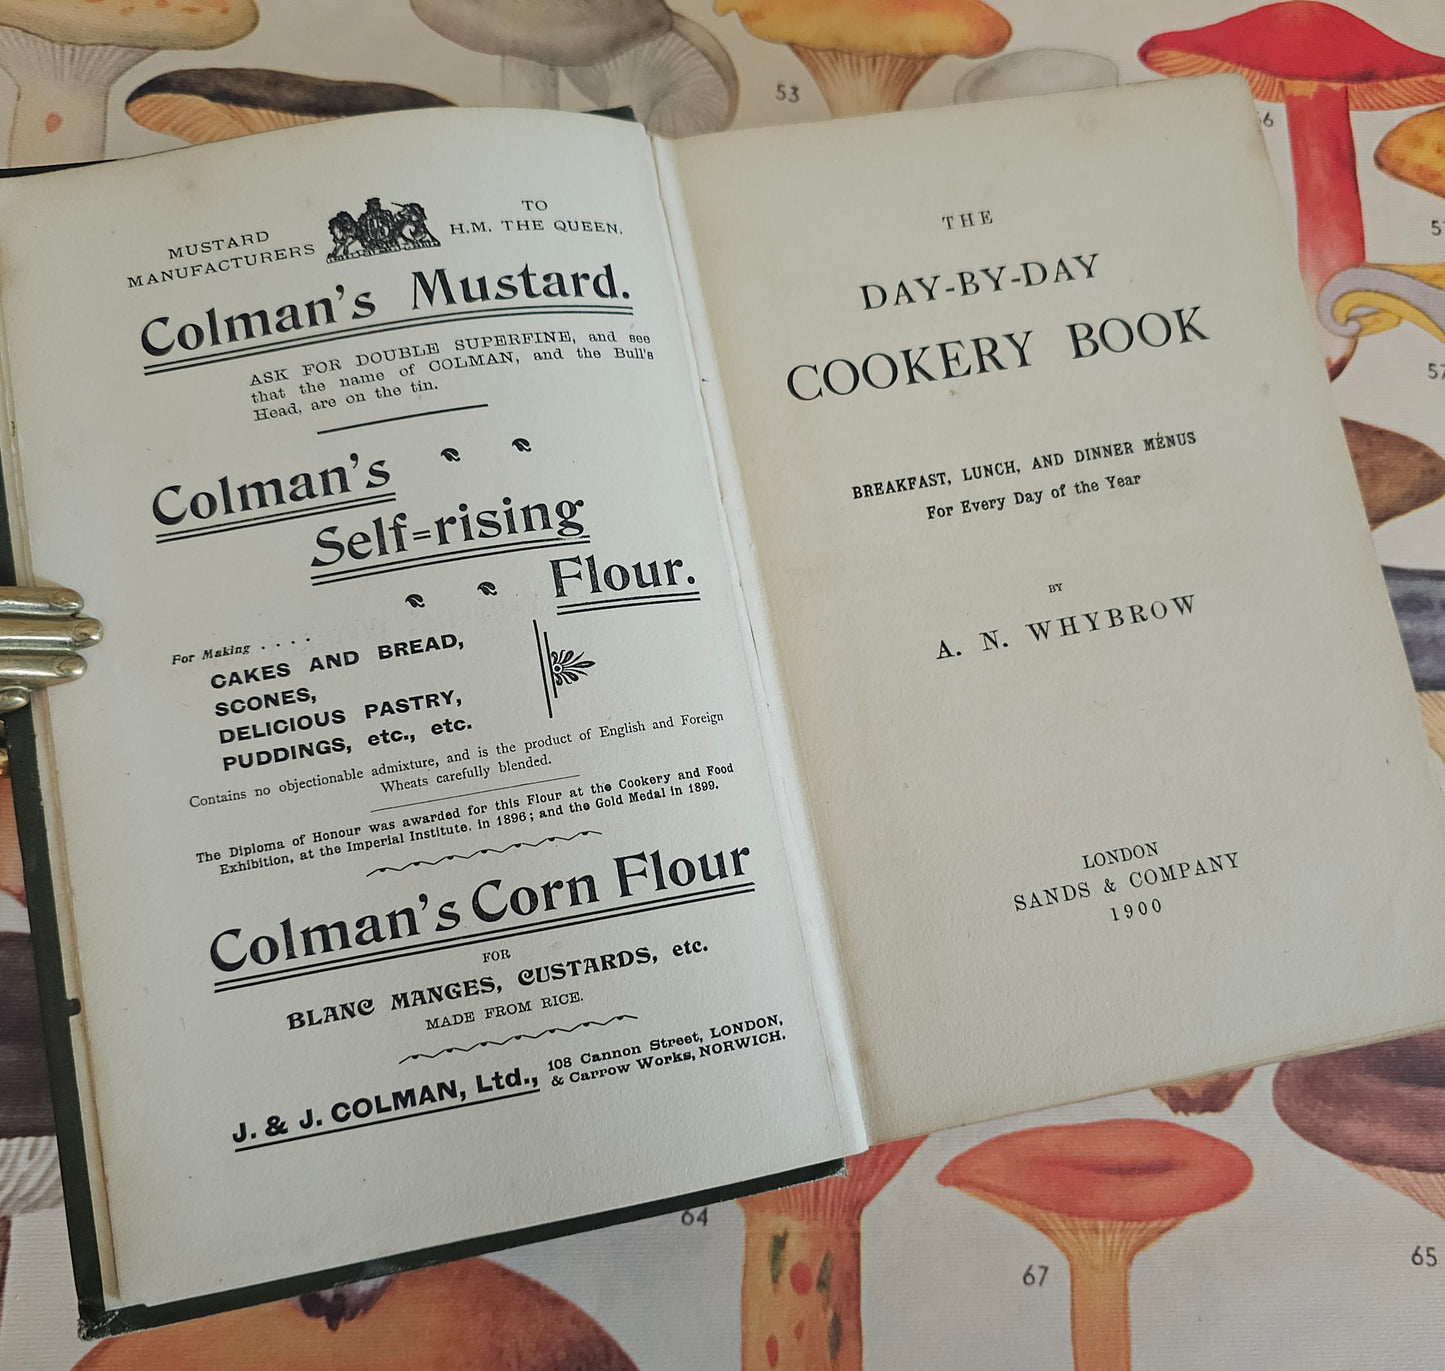 MUSTARD
MANUFACTURERS
TO
H.M. THE QUEEN.
Colman's Mustard.
ASK FOR DOUBLE SUPERFINE, and see
that the name of COLMAN, and the Bull's
Head, are on the tin.
Colman's
Self=rising
Flour.
For Making . . . .
CAKES AND BREAD,
SCONES,
DELICIOUS PASTRY,
PUDDINGS, etc., etc.
Contains no objectionable admixture, and is the product of English and Foreign
Wheats carefully blended.
The Diploma of Honour was awarded for this Flour at the Cookery and Food
Exhibition, at the Imperial Institute, in 1896; and the Gold Medal in 1899.
Colman's Corn Flour
FOR
BLANC MANGES, CUSTARDS, etc.
MADE FROM RICE.
J. & J. COLMAN, Ltd.,
108 Cannon Street, LONDON,
& Carrow Works, NORWICH.
THE
DAY-BY-DAY
COOKERY BOOK
BREAKFAST, LUNCH, AND DINNER MÉNUS
For Every Day of the Year
BY
A. N. WHYBROW
LONDON
SANDS & COMPANY
1900
53
64
67
65